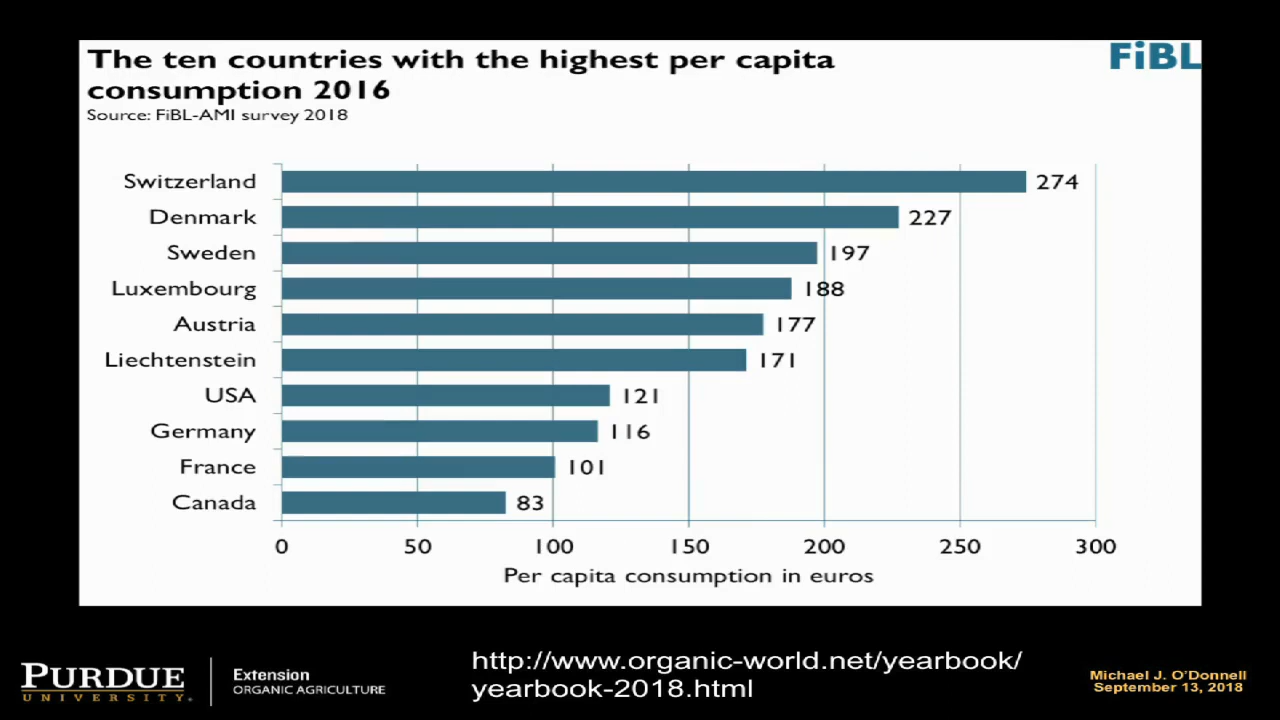 The ten countries with the highest per capita
consumption 2016
FiBL
Source: FiBL-AMI survey 2018
Switzerland 274
Denmark 227
Sweden 197
Luxembourg 188
Austria 177
Liechtenstein 171
USA 121
Germany 116
France 101
Canada 83
0 50 100 150 200 250 300
Per capita consumption in euros
PURDUE
UNIVERSITY.
Extension
ORGANIC AGRICULTURE
http://www.organic-world.net/yearbook/
yearbook-2018.html
Michael J. O'Donnell
September 13, 2018